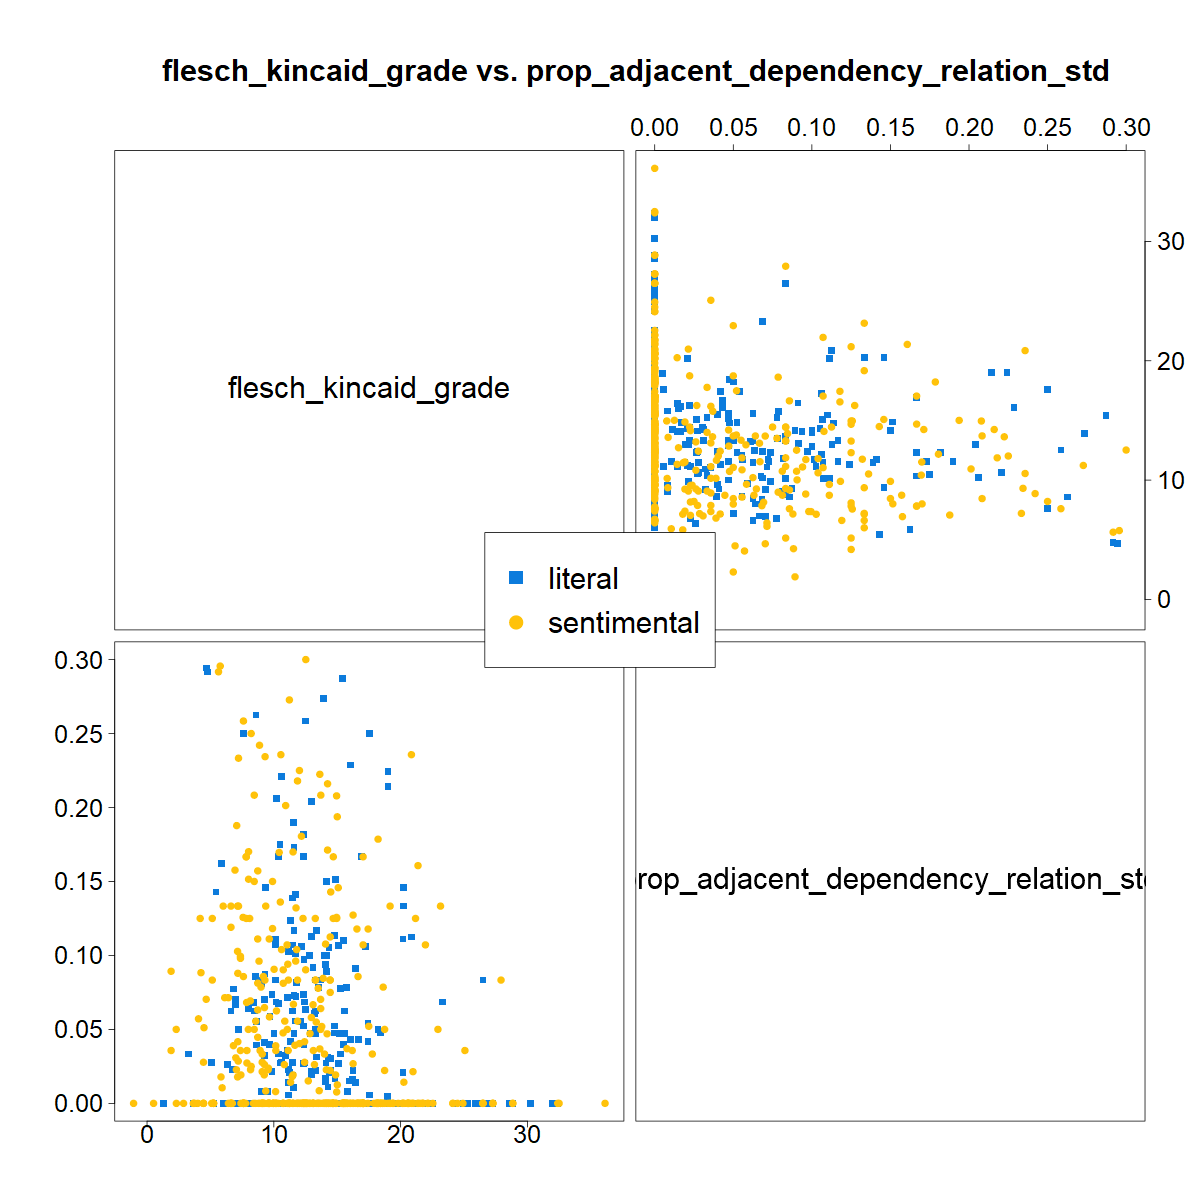 flesch_kincaid_grade vs. prop_adjacent_dependency_relation_std
0.00 0.05 0.10 0.15 0.20 0.25 0.30
flesch_kincaid_grade
30
20
10
0
literal
sentimental
0.30
0.25
0.20
0.15
0.10
0.05
0.00
rop_adjacent_dependency_relation_st
0 10 20 30